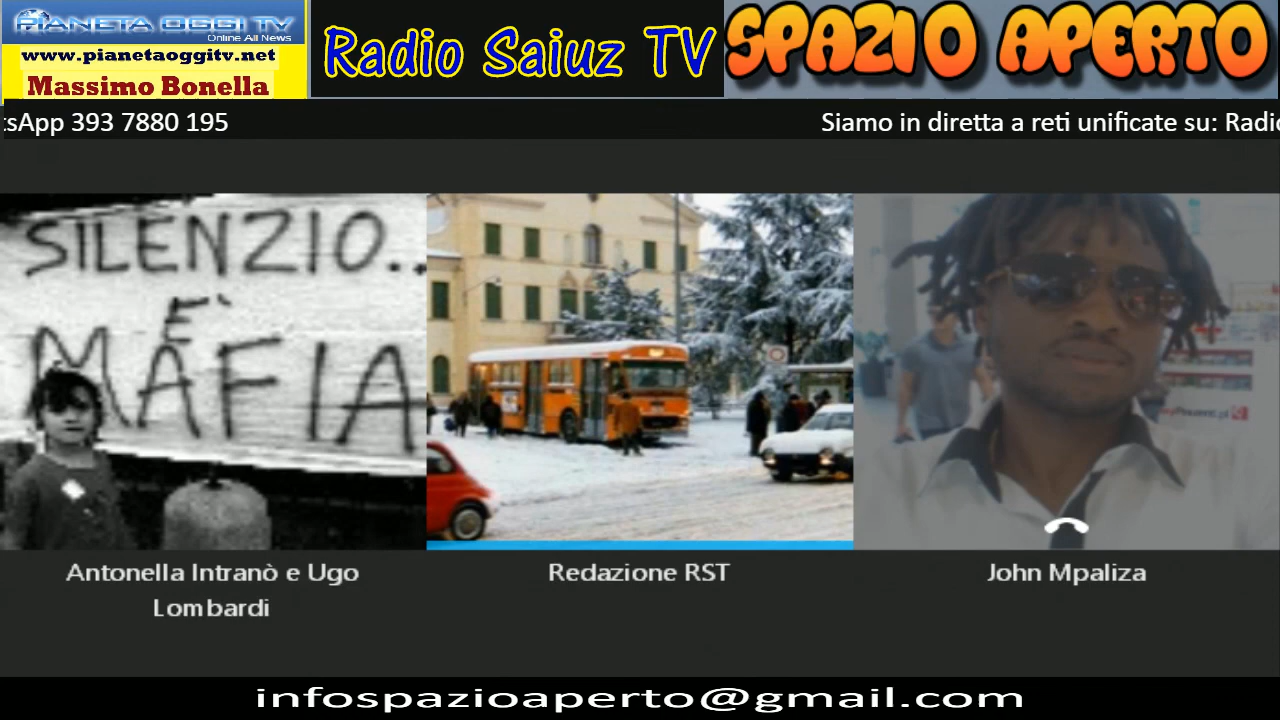 PIANETA OGGI TV
Online All News
www.pianetaoggitv.net
Massimo Bonella
Radio Saiuz TV
SPAZIO APERTO
tsApp 393 7880 195
Siamo in diretta a reti unificate su: Radio
SILENZIO..
E'
MAFIA
Antonella Intranò e Ugo
Lombardi
Redazione RST
John Mpaliza
infospazioaperto@gmail.com